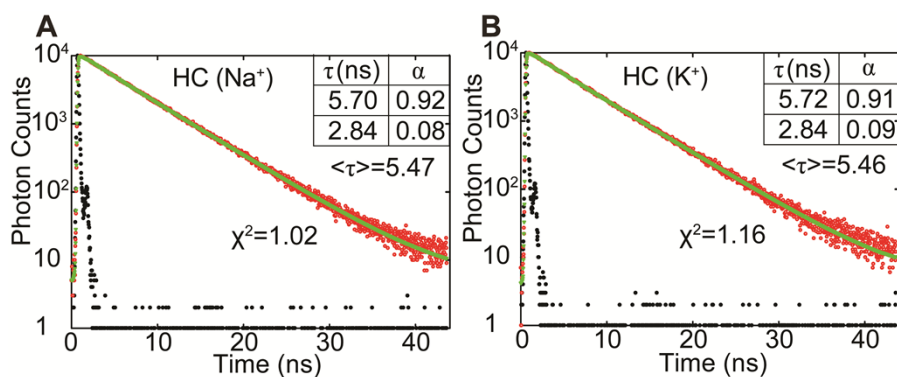 A
Photon Counts
10⁴
10³
10²
10
1
0
10
20
30
40
Time (ns)
HC (Na⁺)
τ(ns) α
5.70 0.92
2.84 0.08
<τ>=5.47
χ²=1.02
B
Photon Counts
10⁴
10³
10²
10
1
0
10
20
30
40
Time (ns)
HC (K⁺)
τ(ns) α
5.72 0.91
2.84 0.09
<τ>=5.46
χ²=1.16